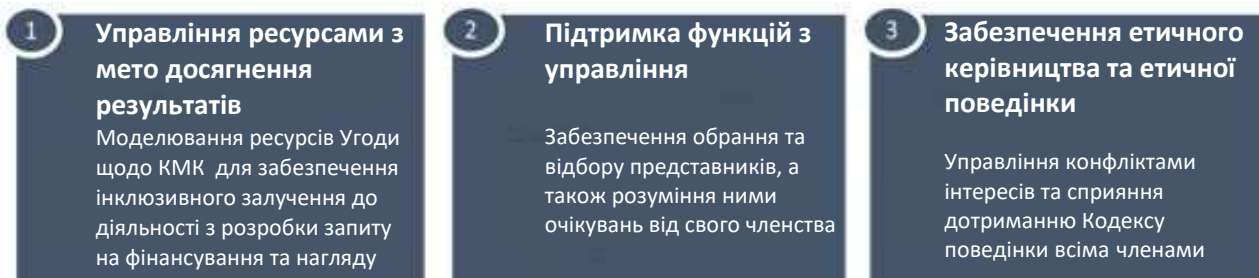 1
Управління ресурсами з
мето досягнення
результатів
Моделювання ресурсів Угоди
щодо КМК для забезпечення
інклюзивного залучення до
діяльності з розробки запиту
на фінансування та нагляду
2
Підтримка функцій з
управління
Забезпечення обрання та
відбору представників, а
також розуміння ними
очікувань від свого членства
3
Забезпечення етичного
керівництва та етичної
поведінки
Управління конфліктами
інтересів та сприяння
дотриманню Кодексу
поведінки всіма членами